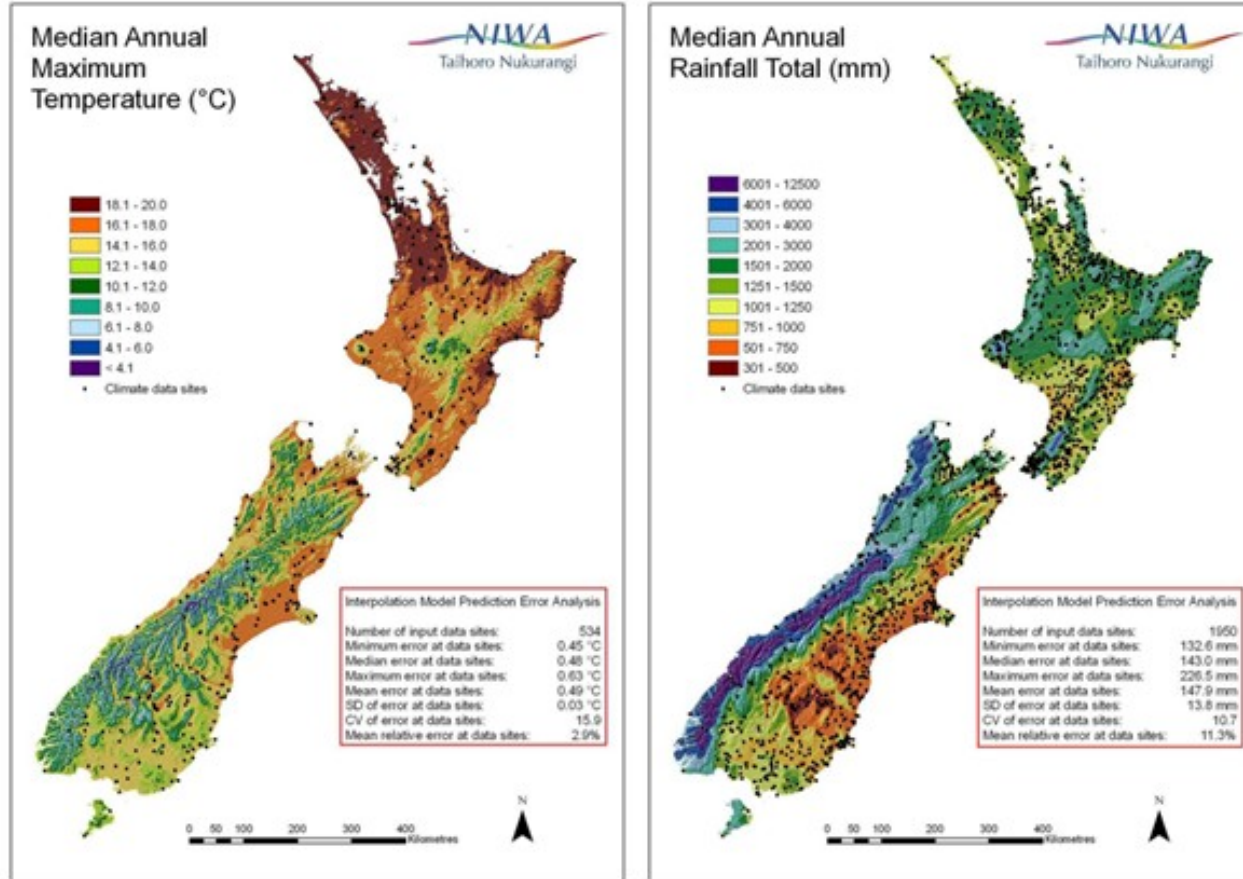 Median Annual
Maximum
Temperature (°C)
NIWA
Taihoro Nukurangi
18.1 - 20.0
16.1 - 18.0
14.1 - 16.0
12.1 - 14.0
10.1 - 12.0
8.1 - 10.0
6.1 - 8.0
4.1 - 6.0
< 4.1
Climate data sites
Interpolation Model Prediction Error Analysis
Number of input data sites: 534
Minimum error at data sites: 0.45 °C
Median error at data sites: 0.48 °C
Maximum error at data sites: 0.63 °C
Mean error at data sites: 0.49 °C
SD of error at data sites: 0.03 °C
CV of error at data sites: 15.9
Mean relative error at data sites: 2.9%
N
0 50 100 200 300 400
Kilometres
Median Annual
Rainfall Total (mm)
NIWA
Taihoro Nukurangi
6001 - 12500
4001 - 6000
3001 - 4000
2001 - 3000
1501 - 2000
1251 - 1500
1001 - 1250
751 - 1000
501 - 750
301 - 500
Climate data sites
Interpolation Model Prediction Error Analysis
Number of input data sites: 1950
Minimum error at data sites: 132.6 mm
Median error at data sites: 143.0 mm
Maximum error at data sites: 226.5 mm
Mean error at data sites: 147.9 mm
SD of error at data sites: 13.8 mm
CV of error at data sites: 10.7
Mean relative error at data sites: 11.3%
N
0 50 100 200 300 400
Kilometres